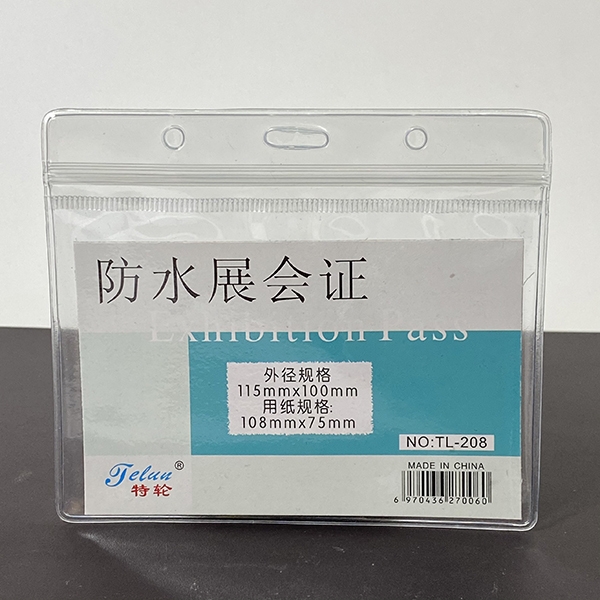 防水展会证
Exhibition Pass
外径规格
115mmx100mm
用纸规格:
108mmx75mm
NO:TL-208
MADE IN CHINA
6 970436 270060
Telun®
特轮